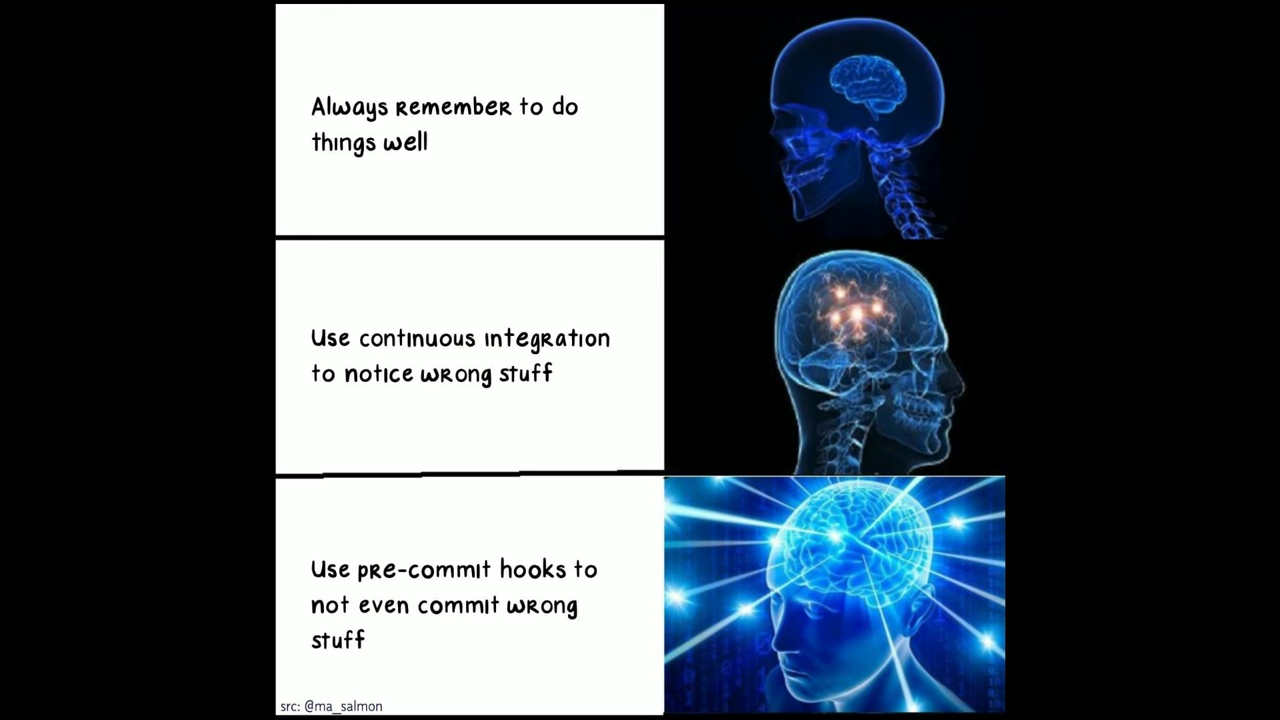 Always remember to do
things well
Use continuous integration
to notice wrong stuff
Use pre-commit hooks to
not even commit wrong
stuff
src: @ma_salmon